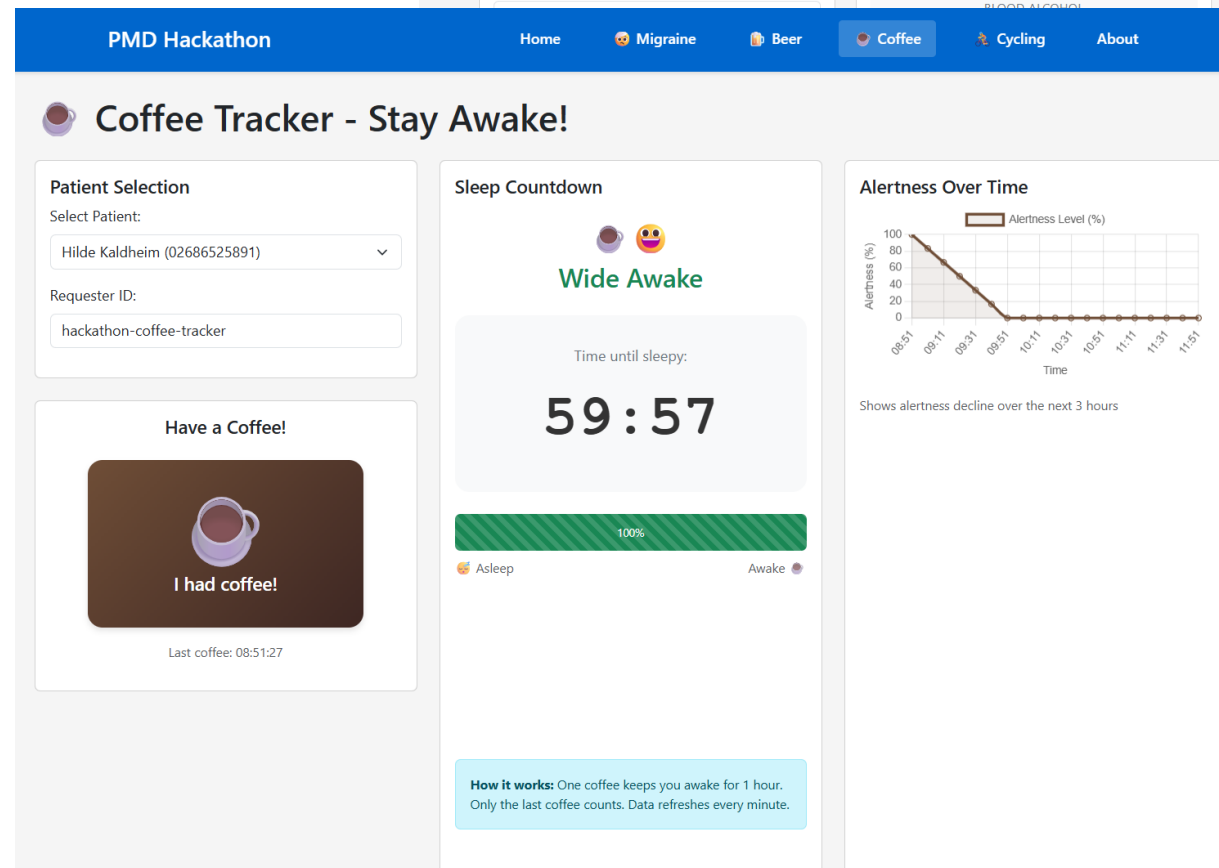 BLOOD ALCOHOL
PMD Hackathon
Home
Migraine
Beer
Coffee
Cycling
About
Coffee Tracker - Stay Awake!
Patient Selection
Select Patient:
Hilde Kaldheim (02686525891)
Requester ID:
hackathon-coffee-tracker
Have a Coffee!
I had coffee!
Last coffee: 08:51:27
Sleep Countdown
Wide Awake
Time until sleepy:
59:57
100%
Asleep
Awake
How it works: One coffee keeps you awake for 1 hour.
Only the last coffee counts. Data refreshes every minute.
Alertness Over Time
Alertness Level (%)
Alertness (%)
100
80
60
40
20
0
08:51
09:11
09:31
09:51
10:11
10:31
10:51
11:11
11:31
11:51
Time
Shows alertness decline over the next 3 hours